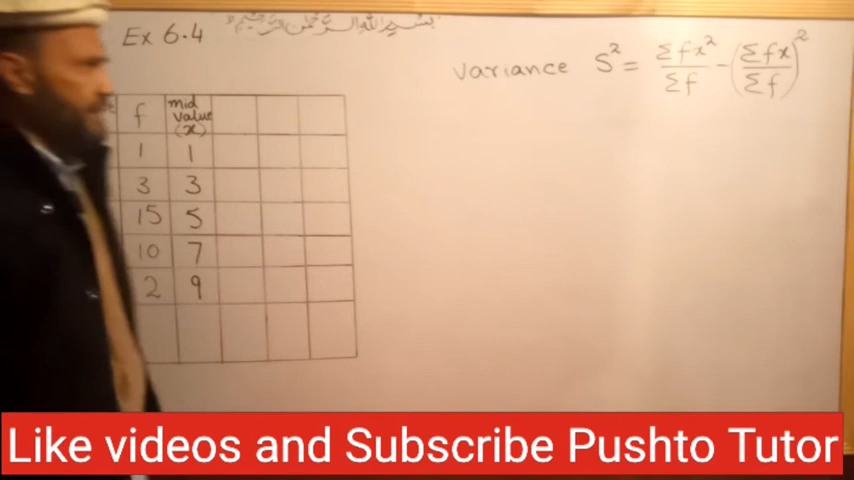 Ex 6.4
بسم الله الرحمن الرحیم
variance S² = Σfx²/Σf - (Σfx/Σf)²
f mid value (x)
1 1
3 3
15 5
10 7
2 9
Like videos and Subscribe Pushto Tutor